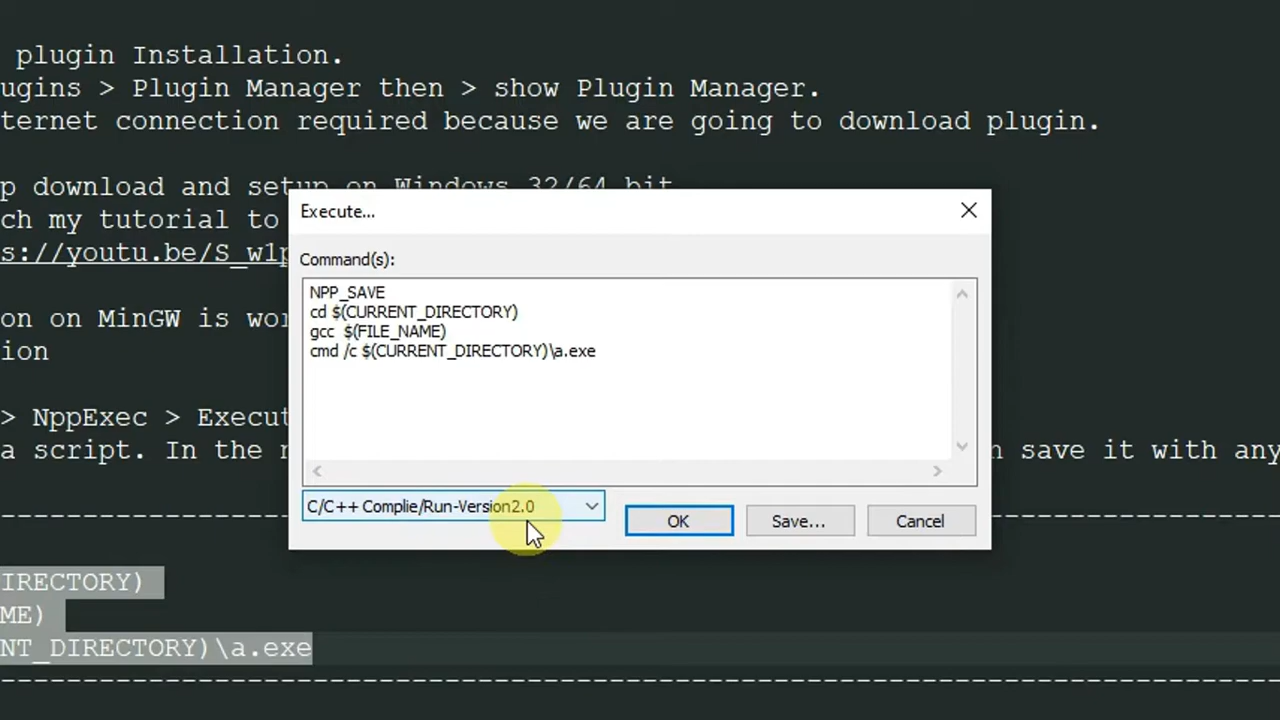 plugin Installation.
ugins > Plugin Manager then > show Plugin Manager.
ternet connection required because we are going to download plugin.
p download and setup on Windows 32/64 bit
ch my tutorial to
s://youtu.be/S_w1p
on on MinGW is wor
ion
> NppExec > Execut
a script. In the n
n save it with any
Execute...
Command(s):
NPP_SAVE
cd $(CURRENT_DIRECTORY)
gcc  $(FILE_NAME)
cmd /c $(CURRENT_DIRECTORY)\a.exe
C/C++ Complie/Run-Version2.0
OK
Save...
Cancel
IRECTORY)
ME)
NT_DIRECTORY)\a.exe